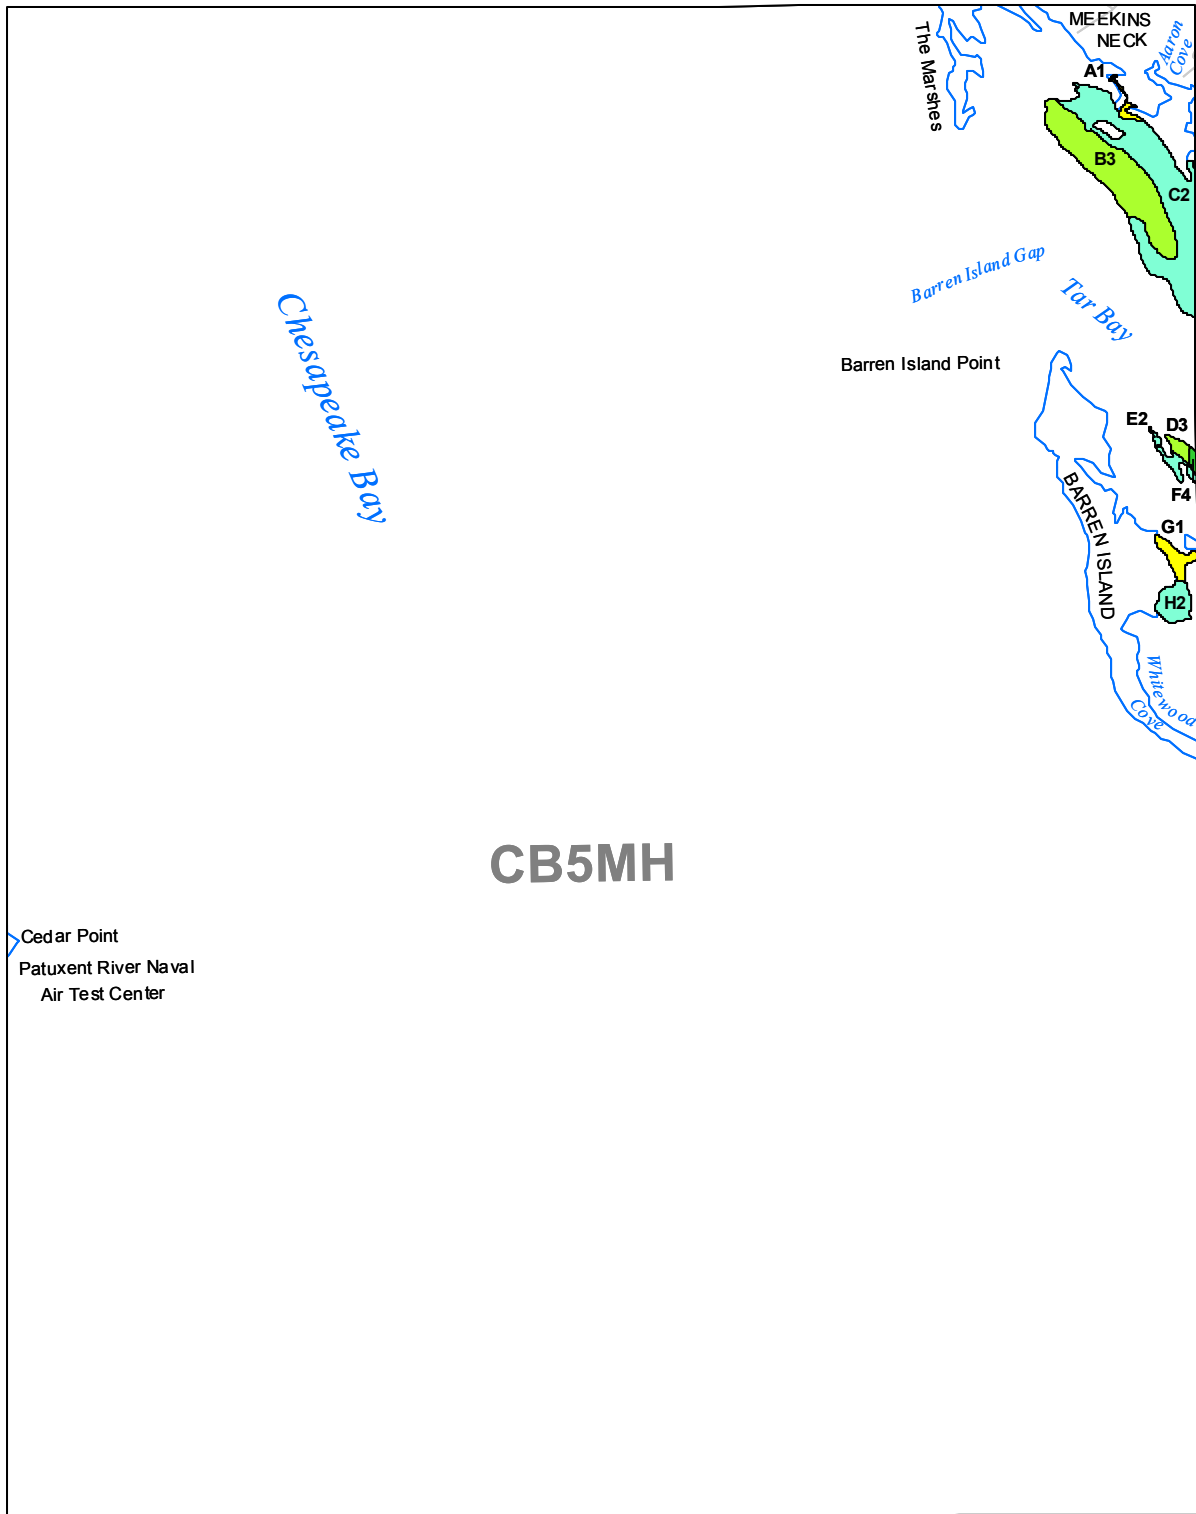 MEEKINS
NECK
Aaron
Cove
The Marshes
A1
B3
C2
Barren Island Gap
Tar Bay
Chesapeake Bay
Barren Island Point
E2
D3
F4
BARREN ISLAND
G1
H2
Whitewood
Cove
CB5MH
Cedar Point
Patuxent River Naval
Air Test Center